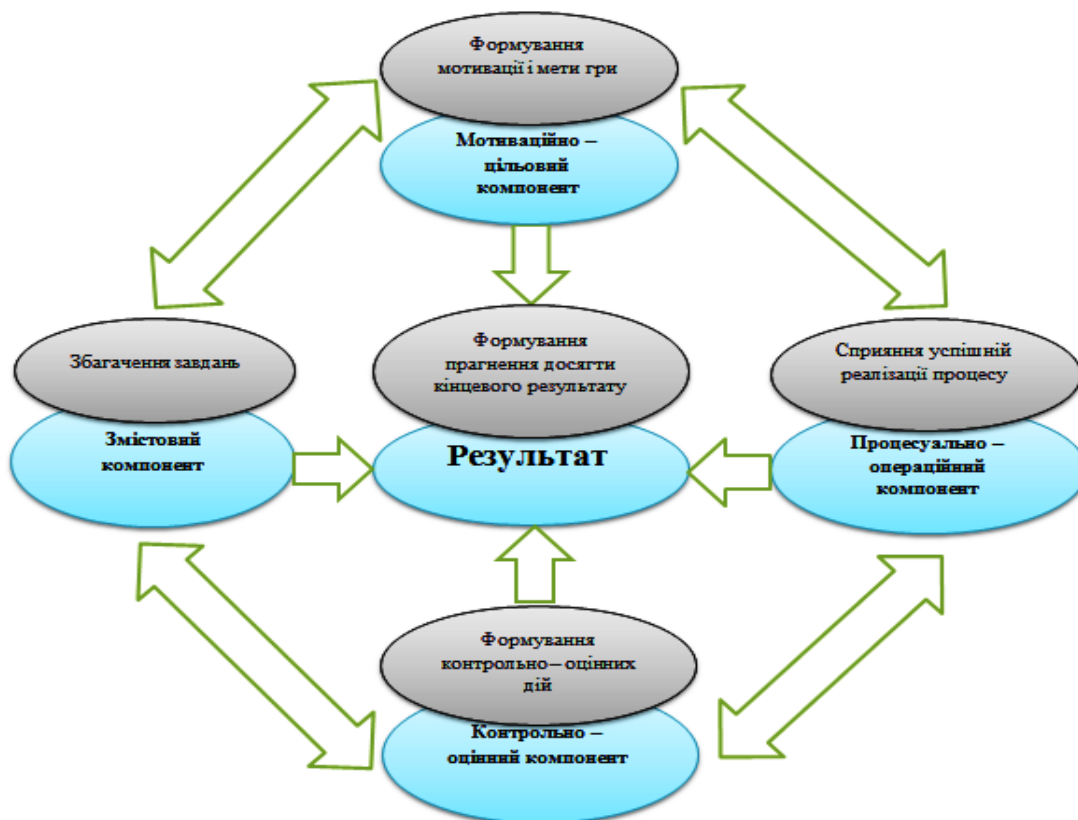 Формування
мотивації і мети гри
Мотиваційно –
цільовий
компонент
Збагачення завдань
Змістовий
компонент
Формування
прагнення досягти
кінцевого результату
Результат
Сприяння успішній
реалізації процесу
Процесуально –
операційний
компонент
Формування
контрольно – оцінних
дій
Контрольно –
оцінний компонент